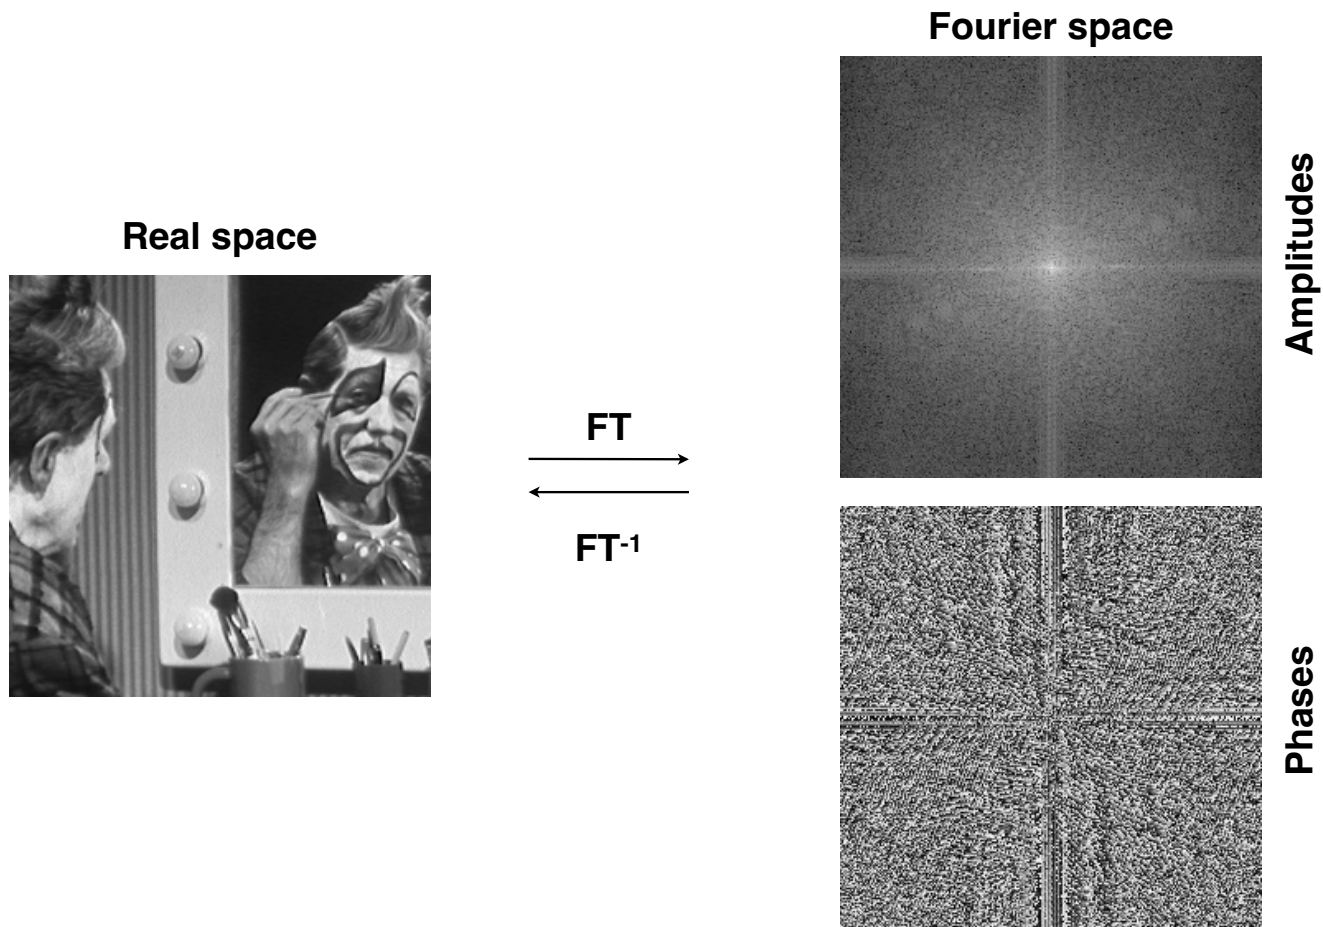 Fourier space
Real space
FT
FT-1
Amplitudes
Phases